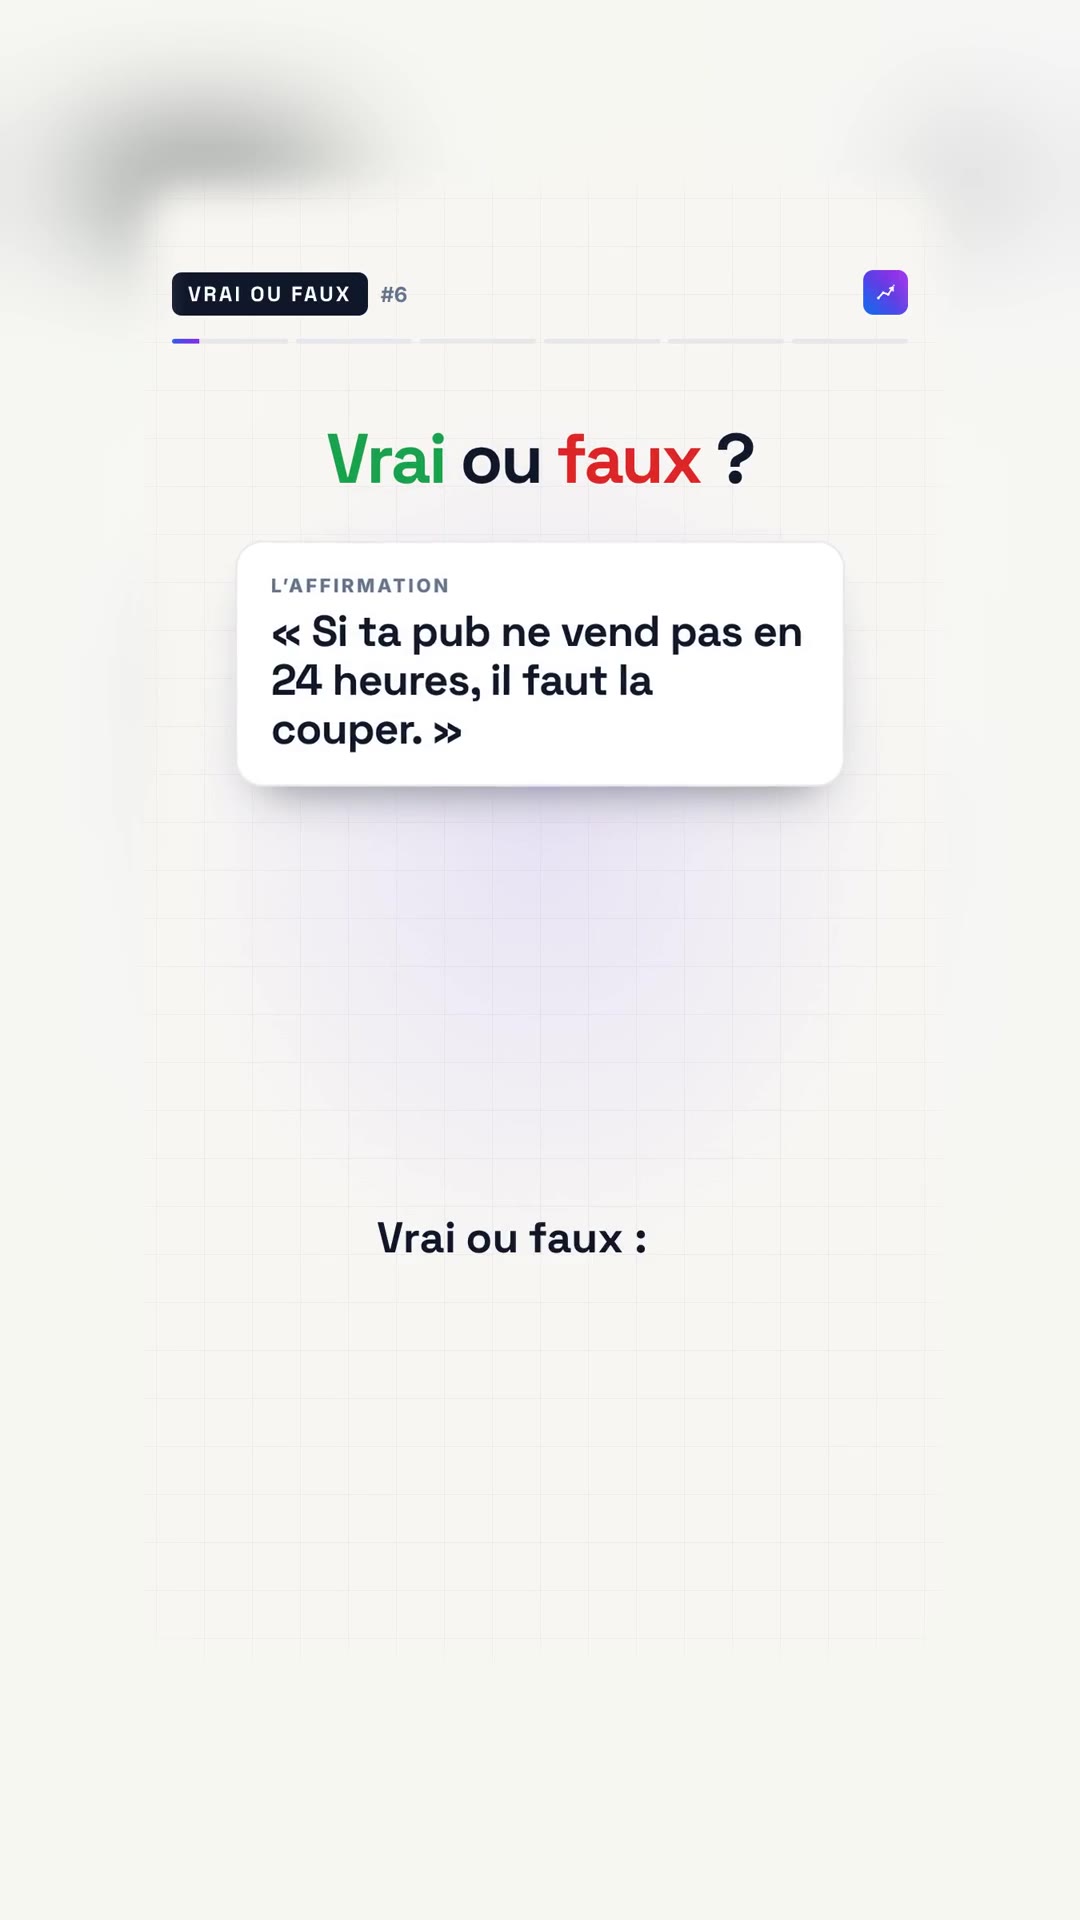 VRAI OU FAUX #6
Vrai ou faux ?
L'AFFIRMATION
« Si ta pub ne vend pas en
24 heures, il faut la
couper. »
Vrai ou faux :